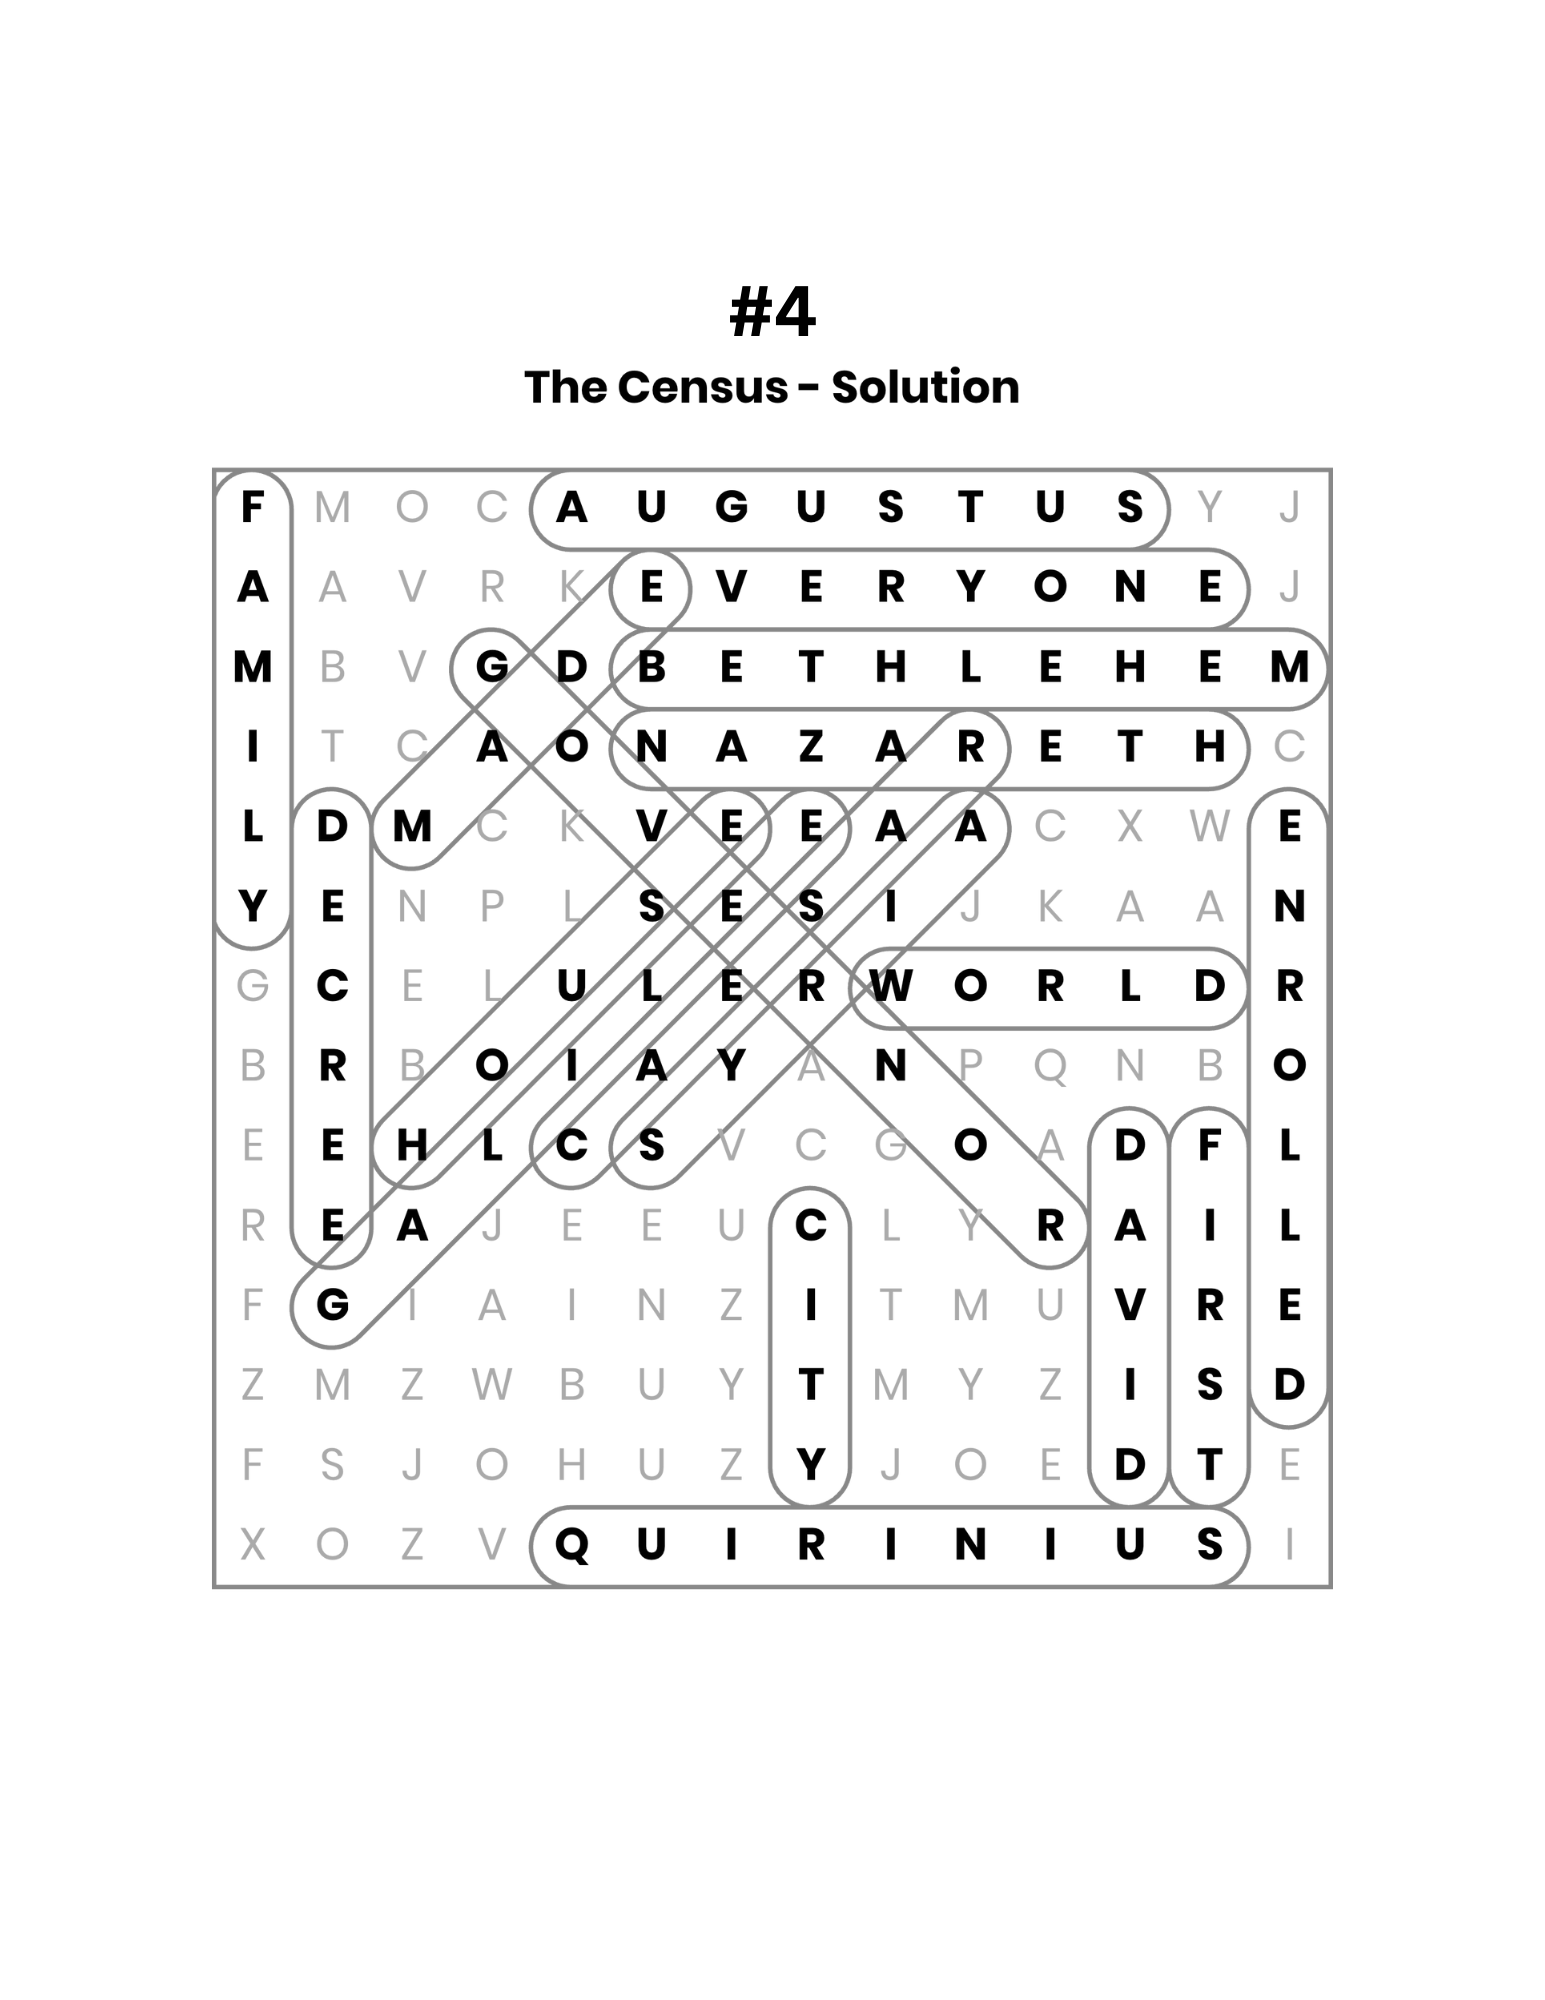 #4
The Census - Solution
F M O C A U G U S T U S Y J
A A V R K E V E R Y O N E J
M B V G D B E T H L E H E M
I T C A O N A Z A R E T H C
L D M C K V E E A A C X W E
Y E N P L S E S I J K A A N
G C E L U L E R W O R L D R
B R B O I A Y A N P Q N B O
E E H L C S V C G O A D F L
R E A J E E U C L Y R A I L
F G I A I N Z I T M U V R E
Z M Z W B U Y T M Y Z I S D
F S J O H U Z Y J O E D T E
X O Z V Q U I R I N I U S I